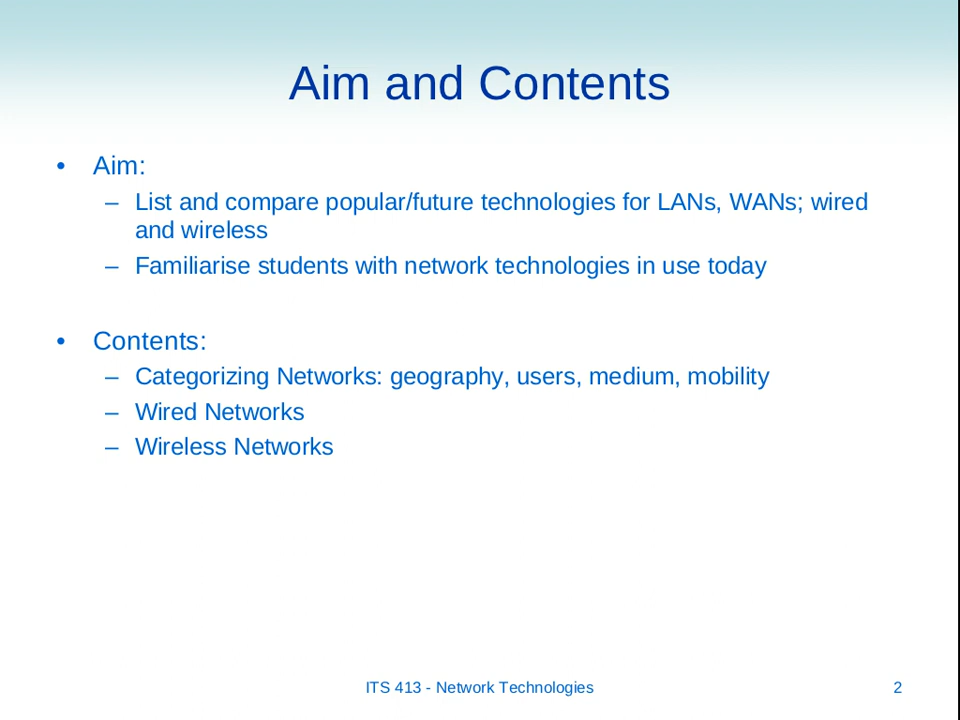 Aim and Contents
• Aim:
– List and compare popular/future technologies for LANs, WANs; wired
and wireless
– Familiarise students with network technologies in use today
• Contents:
– Categorizing Networks: geography, users, medium, mobility
– Wired Networks
– Wireless Networks
ITS 413 - Network Technologies
2